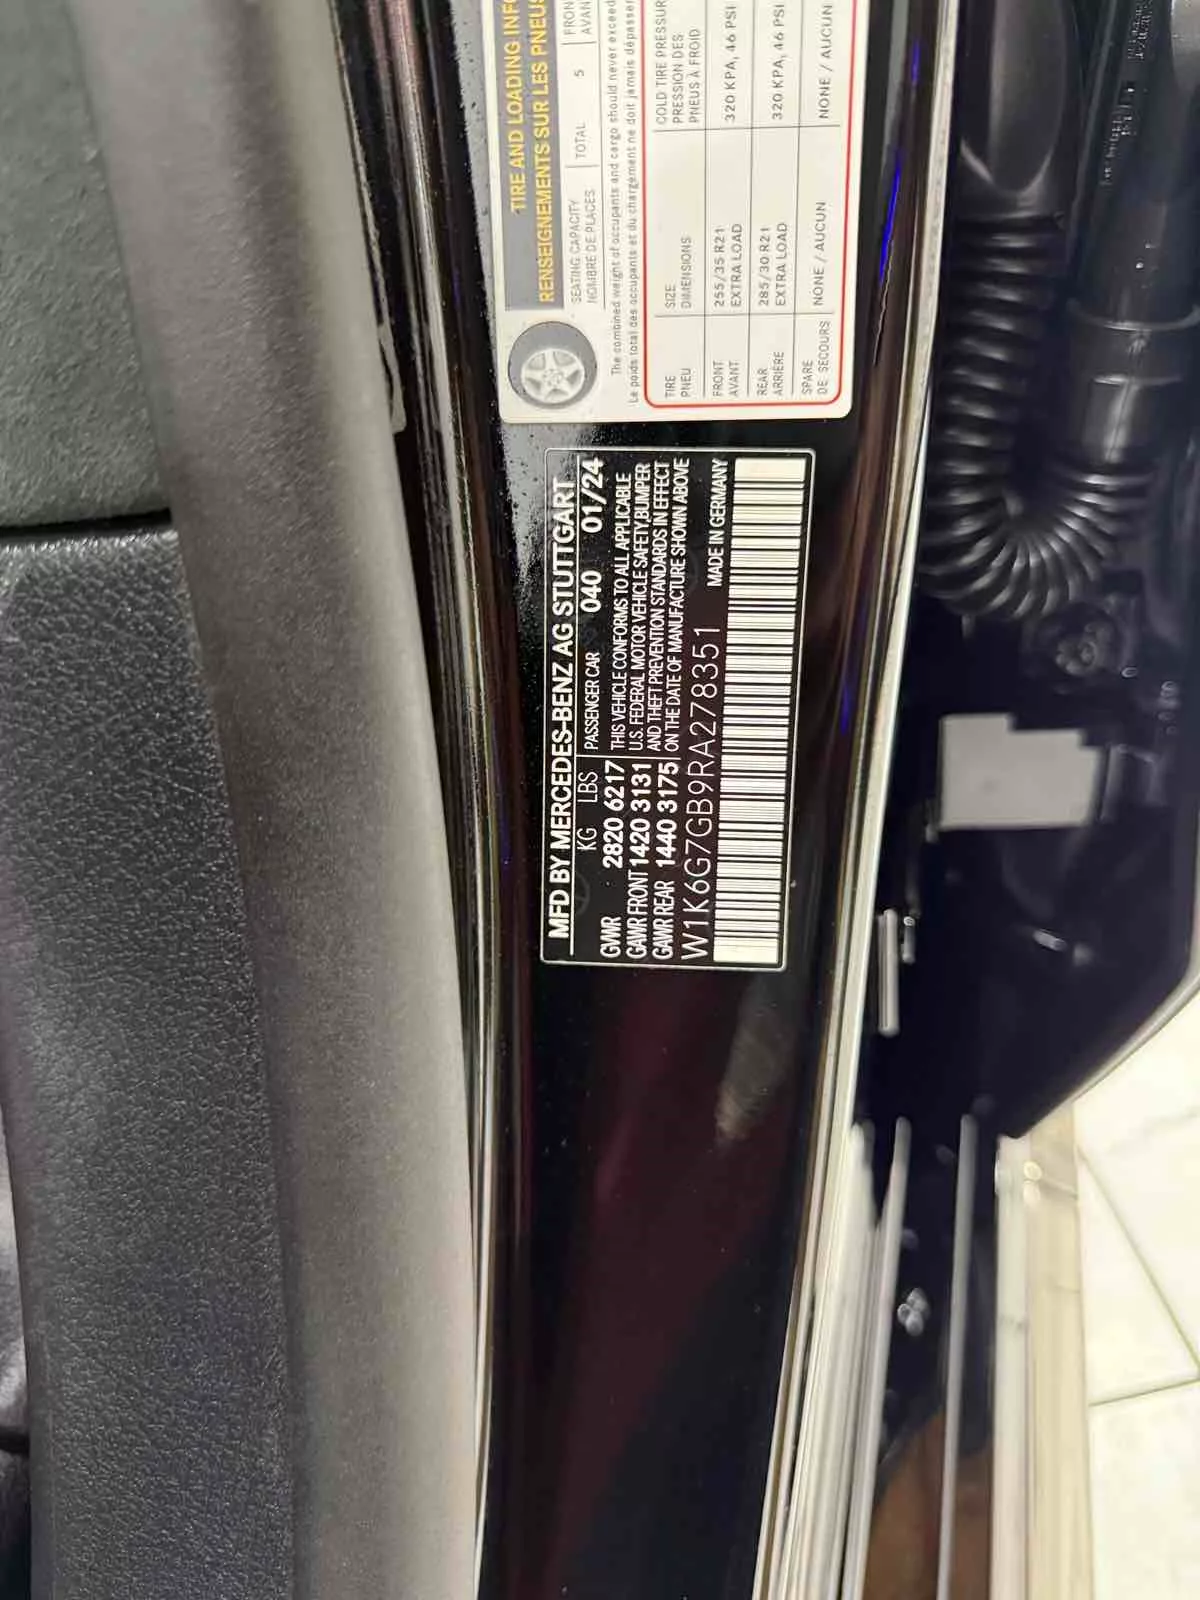 TIRE AND LOADING
RENSEIGNEMENTS SUR LES PNEUS
SEATING CAPACITY
NOMBRE DE PLACES
TOTAL 5
The combined weight of occupants and cargo should never exceed
Le poids total des occupants et du chargement ne doit jamais dépasser
TIRE
PNEU
SIZE
DIMENSIONS
COLD TIRE PRESSURE
PRESSION DES
PNEUS À FROID
FRONT
AVANT
255/35 R21
EXTRA LOAD
320 KPA, 46 PSI
REAR
ARRIÈRE
285/30 R21
EXTRA LOAD
320 KPA, 46 PSI
SPARE
DE SECOURS
NONE / AUCUN
NONE / AUCUN
MFD BY MERCEDES-BENZ AG STUTTGART
KG LBS PASSENGER CAR 040 01/24
GVWR 2820 6217 THIS VEHICLE CONFORMS TO ALL APPLICABLE
GAWR FRONT 1420 3131 U.S. FEDERAL MOTOR VEHICLE SAFETY,BUMPER
AND THEFT PREVENTION STANDARDS IN EFFECT
GAWR REAR 1440 3175 ON THE DATE OF MANUFACTURE SHOWN ABOVE
W1K6G7GB9RA278351 MADE IN GERMANY